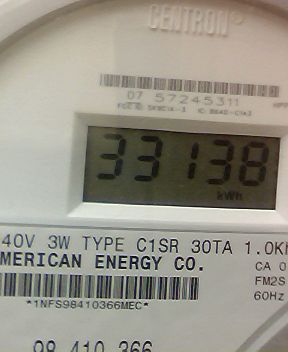 CENTRON®
07 57245311
33138
kWh
40V 3W TYPE C1SR 30TA 1.0K
MERICAN ENERGY CO.
CA 0
FM2S
60Hz
*1NFS98410366MEC*
98 410 366